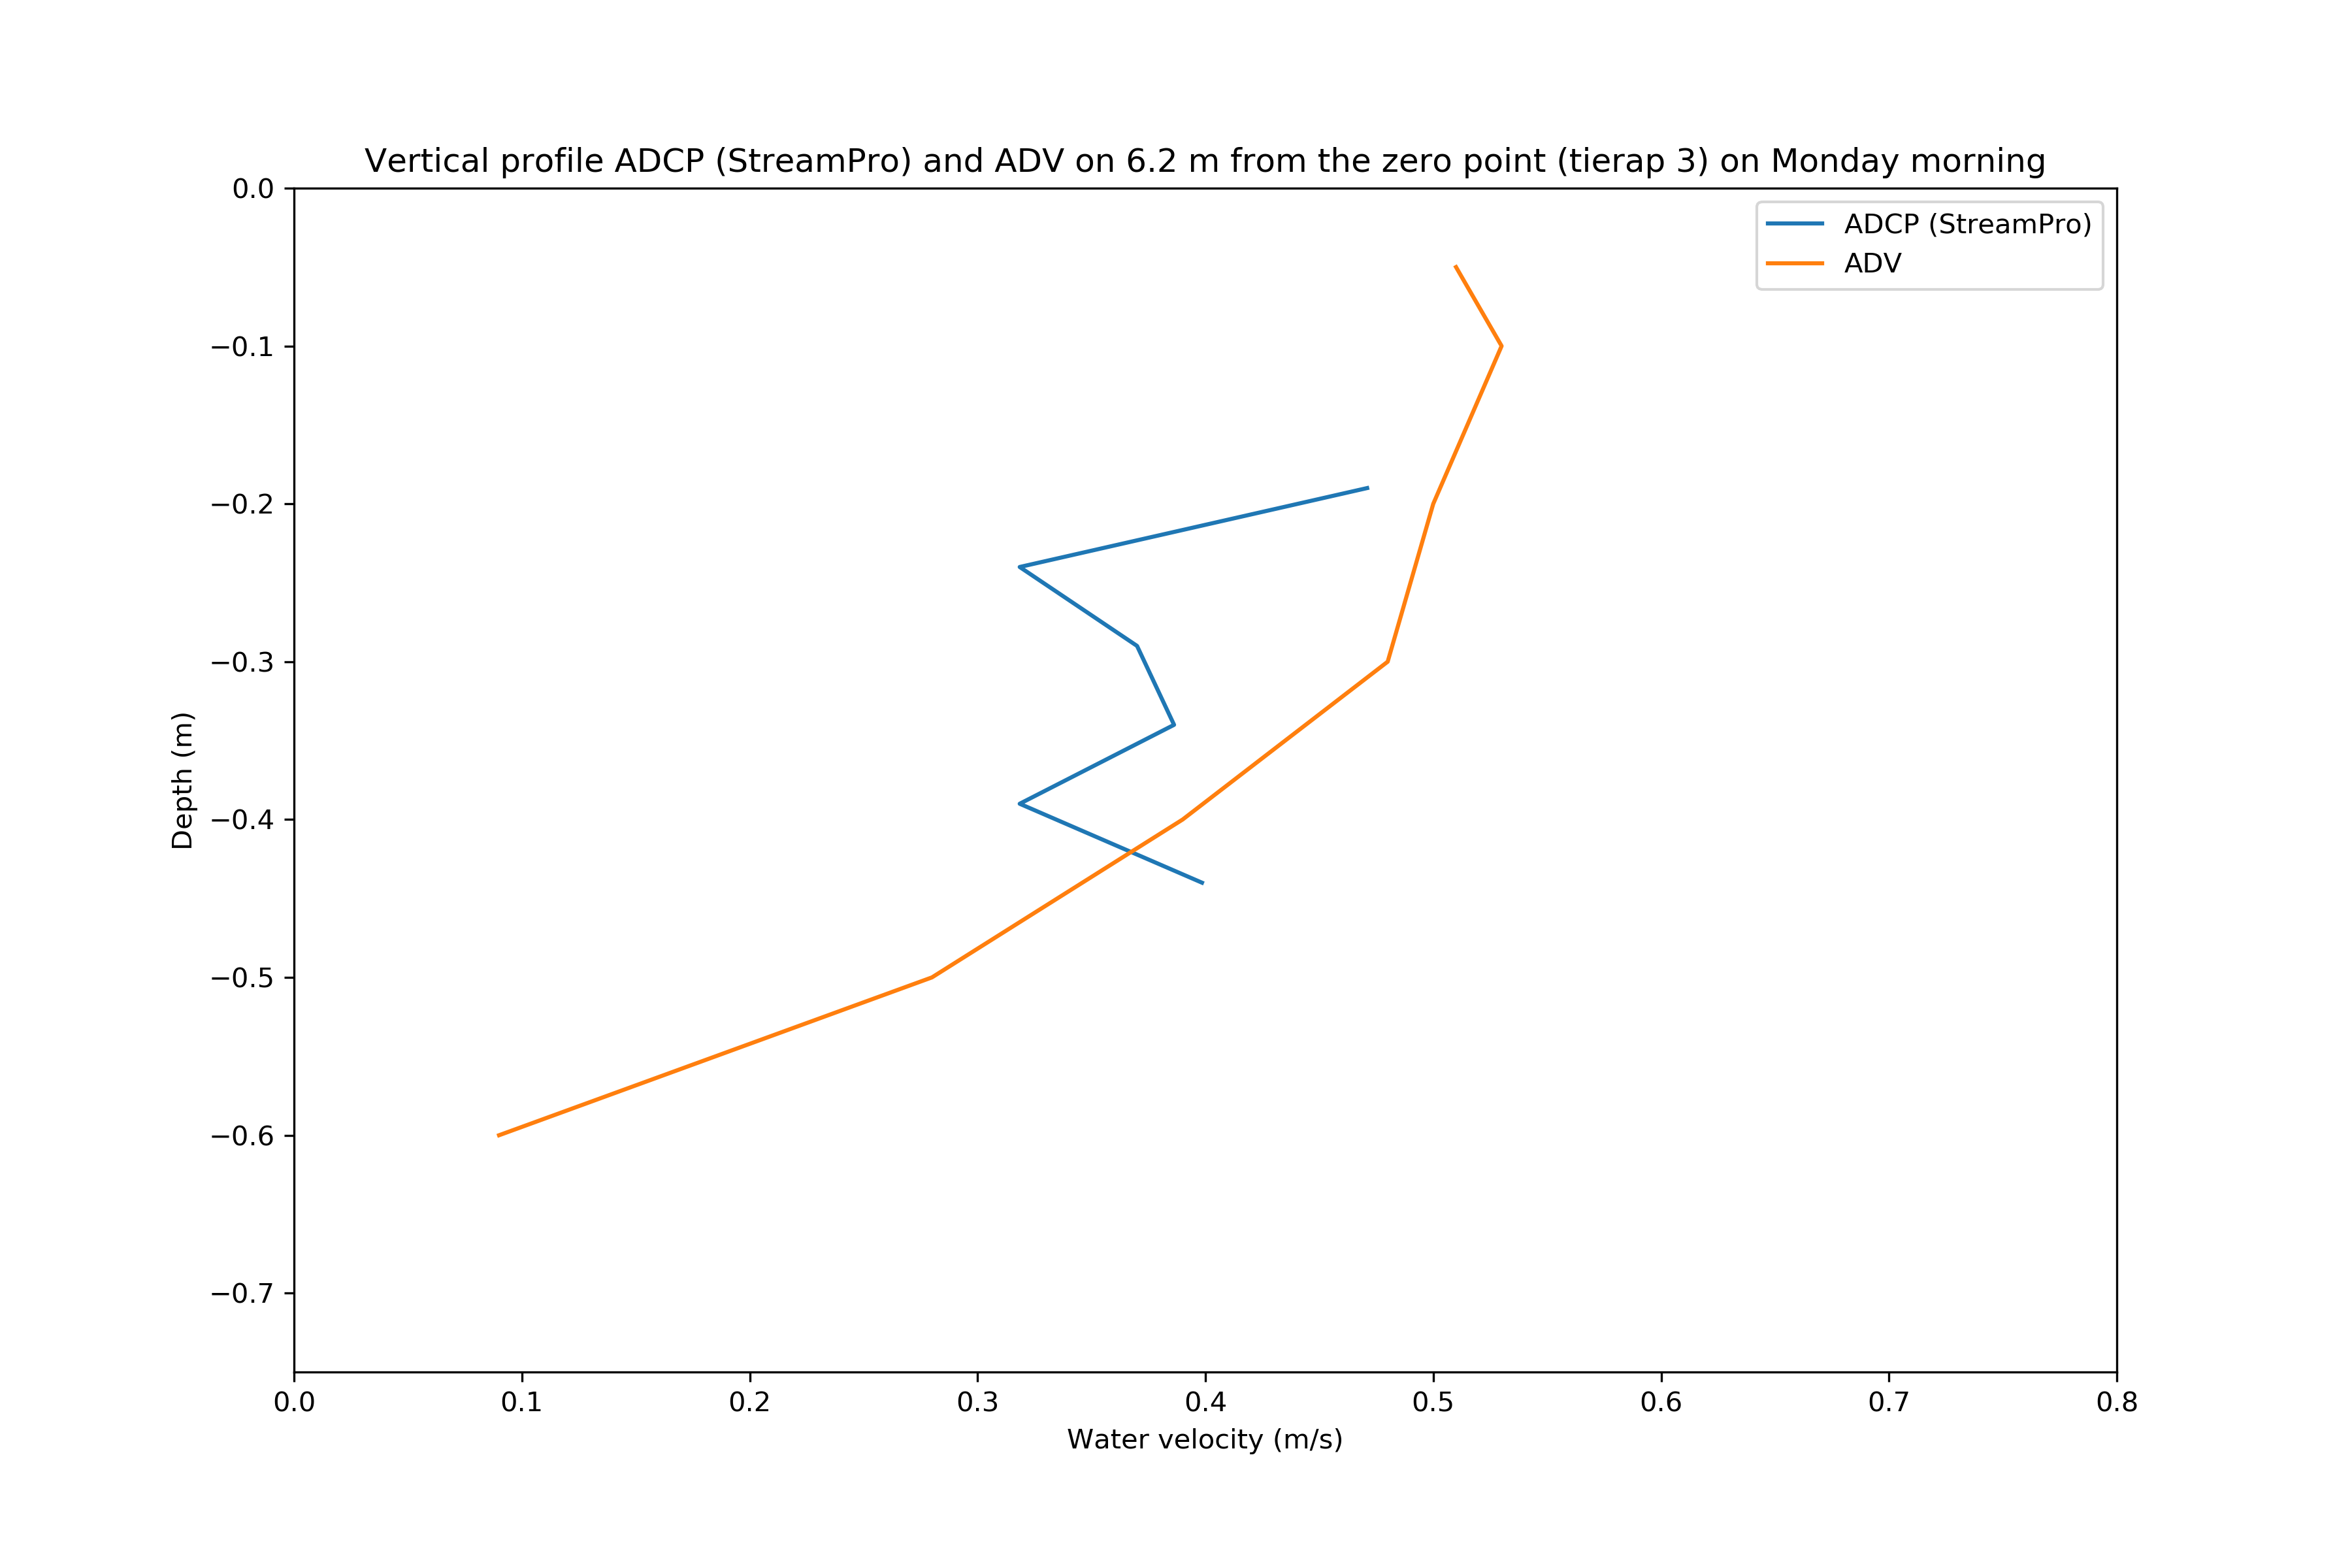 Vertical profile ADCP (StreamPro) and ADV on 6.2 m from the zero point (tierap 3) on Monday morning
ADCP (StreamPro)
ADV
0.0
−0.1
−0.2
−0.3
−0.4
−0.5
−0.6
−0.7
Depth (m)
0.0 0.1 0.2 0.3 0.4 0.5 0.6 0.7 0.8
Water velocity (m/s)